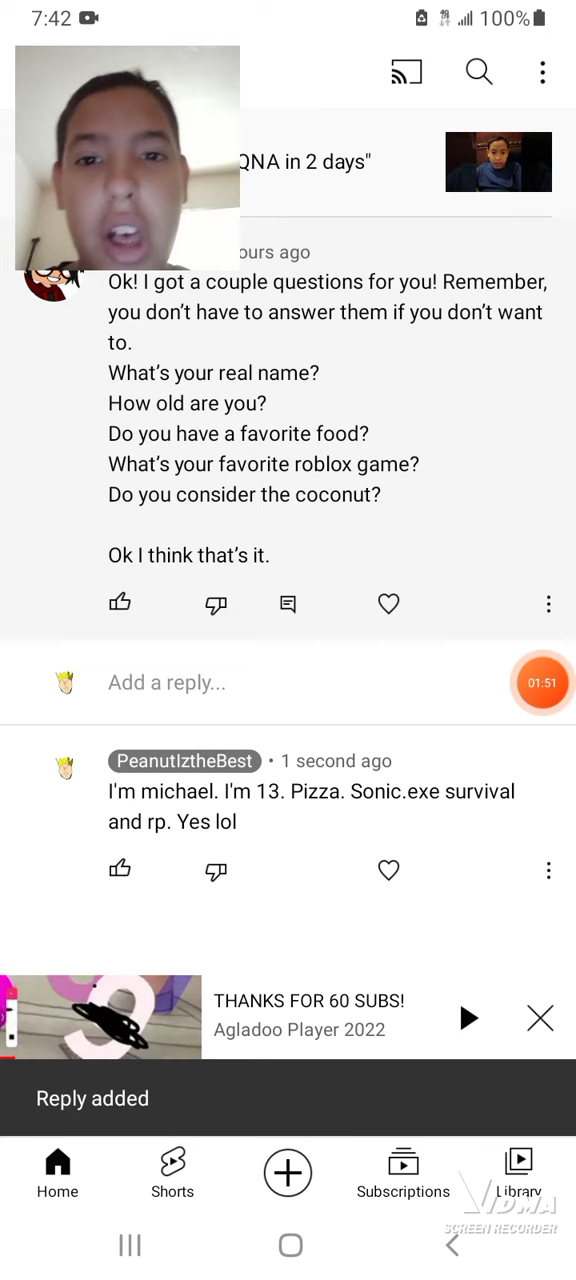 7:42
100%
QNA in 2 days"
ours ago
Ok! I got a couple questions for you! Remember,
you don't have to answer them if you don't want
to.
What's your real name?
How old are you?
Do you have a favorite food?
What's your favorite roblox game?
Do you consider the coconut?
Ok I think that's it.
Add a reply...
01:51
PeanutIztheBest • 1 second ago
I'm michael. I'm 13. Pizza. Sonic.exe survival
and rp. Yes lol
THANKS FOR 60 SUBS!
Agladoo Player 2022
Reply added
Home
Shorts
Subscriptions
Library
VIDMA
SCREEN RECORDER